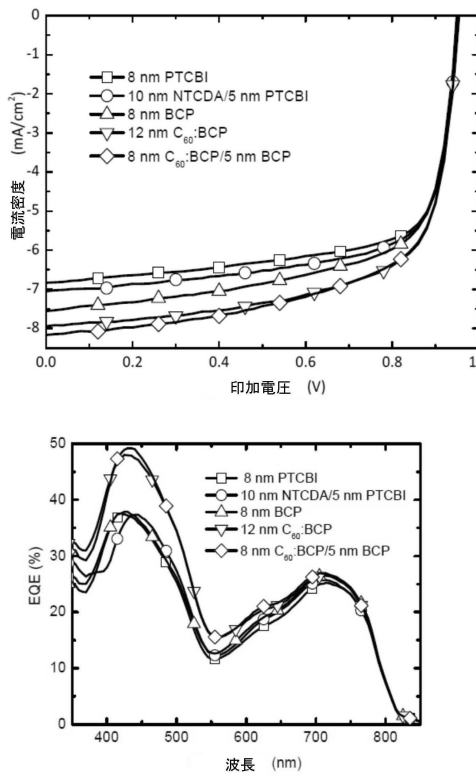 0
-1
-2
-3
-4
-5
-6
-7
-8
電流密度 (mA/cm²)
8 nm PTCBI
10 nm NTCDA/5 nm PTCBI
8 nm BCP
12 nm C₆₀:BCP
8 nm C₆₀:BCP/5 nm BCP
0.0 0.2 0.4 0.6 0.8 1
印加電圧 (V)
50
40
30
20
10
0
EQE (%)
8 nm PTCBI
10 nm NTCDA/5 nm PTCBI
8 nm BCP
12 nm C₆₀:BCP
8 nm C₆₀:BCP/5 nm BCP
400 500 600 700 800
波長 (nm)